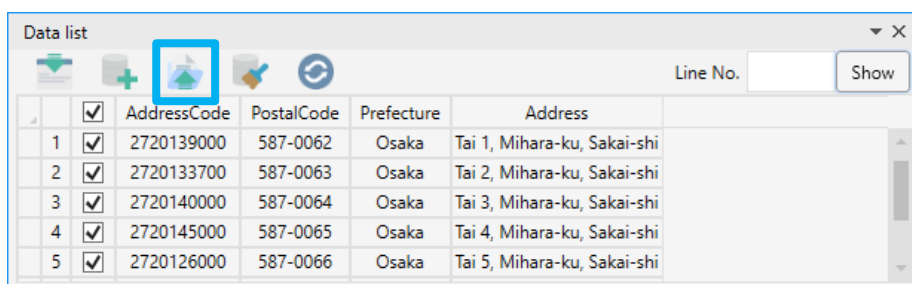 Data list
Line No. Show
AddressCode PostalCode Prefecture Address
1 2720139000 587-0062 Osaka Tai 1, Mihara-ku, Sakai-shi
2 2720133700 587-0063 Osaka Tai 2, Mihara-ku, Sakai-shi
3 2720140000 587-0064 Osaka Tai 3, Mihara-ku, Sakai-shi
4 2720145000 587-0065 Osaka Tai 4, Mihara-ku, Sakai-shi
5 2720126000 587-0066 Osaka Tai 5, Mihara-ku, Sakai-shi